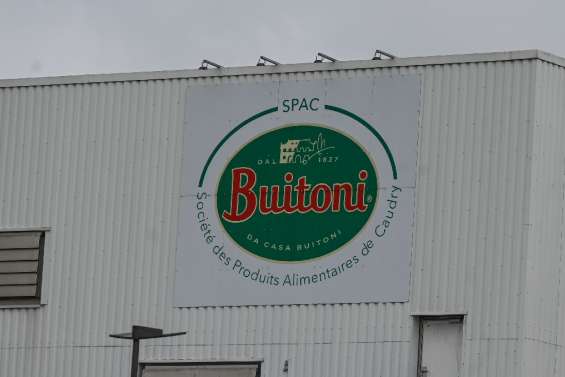 SPAC
DAL 1827
Buitoni®
DA CASA BUITONI
Société des Produits Alimentaires de Caudry